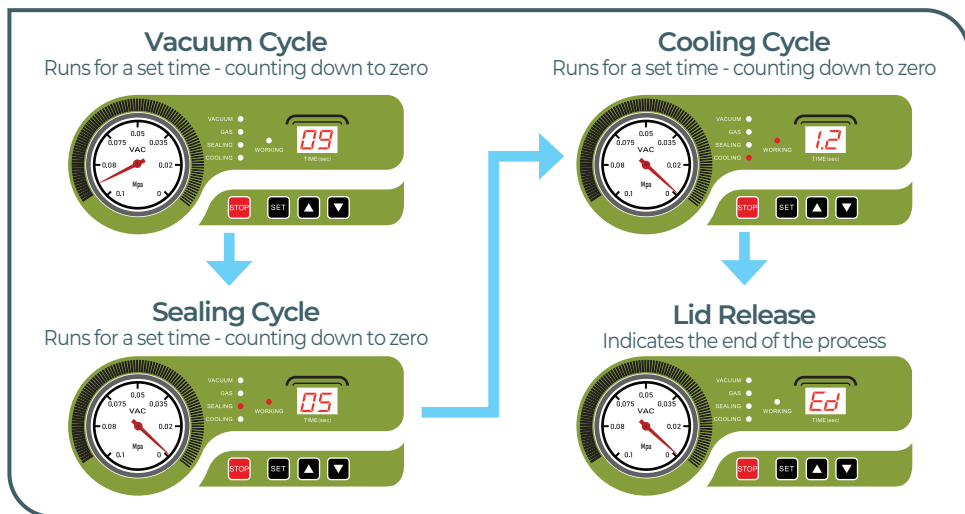 Vacuum Cycle
Runs for a set time - counting down to zero
0.05
0.075
0.035
VAC
0.08
0.02
Mpa
0.1
0
VACUUM
GAS
SEALING
COOLING
WORKING
09
TIME(sec)
STOP
SET
Sealing Cycle
Runs for a set time - counting down to zero
0.05
0.075
0.035
VAC
0.08
0.02
Mpa
0.1
0
VACUUM
GAS
SEALING
COOLING
WORKING
05
TIME(sec)
STOP
SET
Cooling Cycle
Runs for a set time - counting down to zero
0.05
0.075
0.035
VAC
0.08
0.02
Mpa
0.1
0
VACUUM
GAS
SEALING
COOLING
WORKING
1.2
TIME(sec)
STOP
SET
Lid Release
Indicates the end of the process
0.05
0.075
0.035
VAC
0.08
0.02
Mpa
0.1
0
VACUUM
GAS
SEALING
COOLING
WORKING
Ed
TIME(sec)
STOP
SET